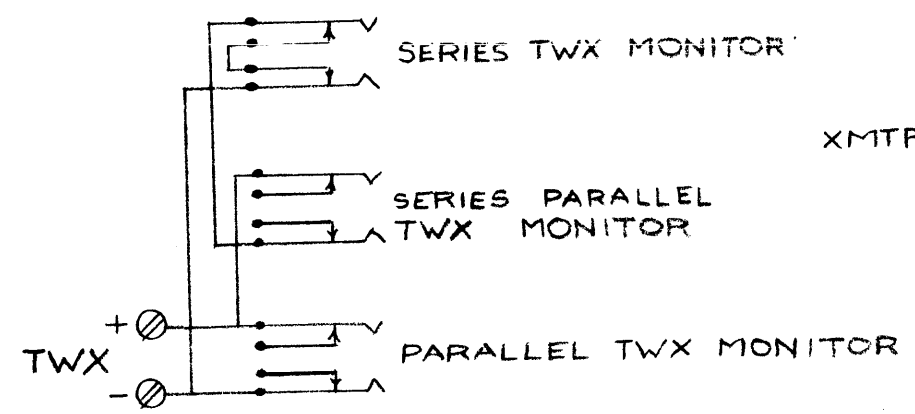 SERIES TWX MONITOR
XMTR
SERIES PARALLEL
TWX MONITOR
+
TWX
-
PARALLEL TWX MONITOR